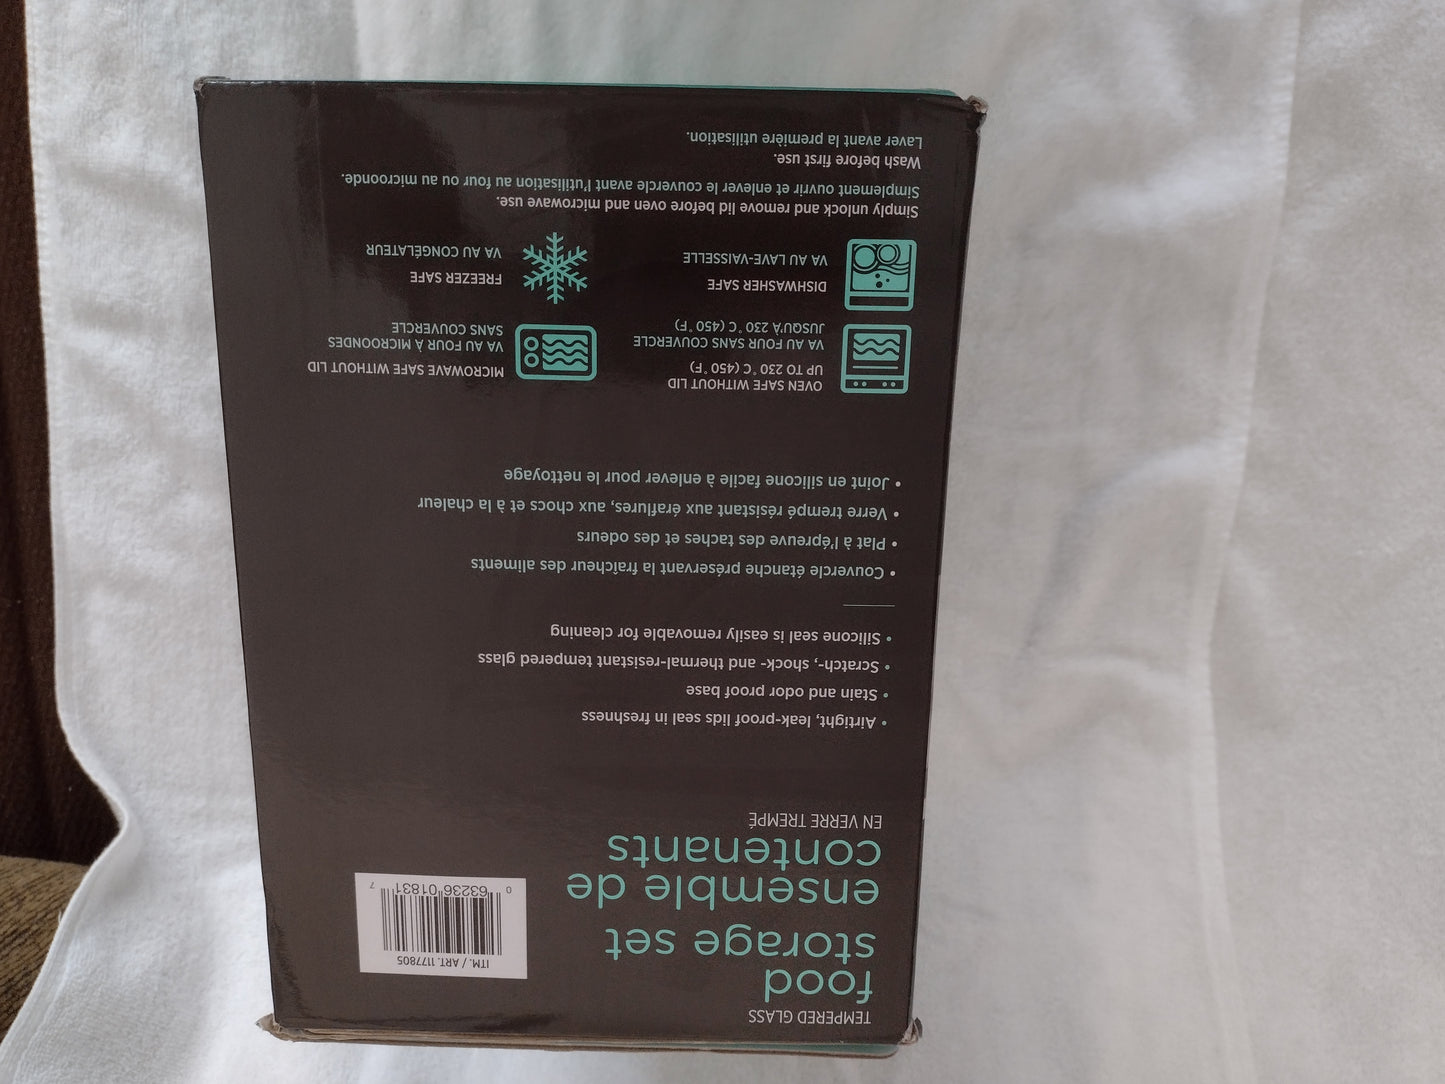 TEMPERED GLASS
food
storage set
ensemble de
contenants
EN VERRE TREMPÉ
ITM. / ART. 1177805
0 63236 01831 7
• Airtight, leak-proof lids seal in freshness
• Stain and odor proof base
• Scratch-, shock- and thermal-resistant tempered glass
• Silicone seal is easily removable for cleaning
• Couvercle étanche préservant la fraîcheur des aliments
• Plat à l'épreuve des taches et des odeurs
• Verre trempé résistant aux éraflures, aux chocs et à la chaleur
• Joint en silicone facile à enlever pour le nettoyage
OVEN SAFE WITHOUT LID
UP TO 230 °C (450 °F)
VA AU FOUR SANS COUVERCLE
JUSQU'À 230 °C (450 °F)
MICROWAVE SAFE WITHOUT LID
VA AU FOUR À MICROONDES
SANS COUVERCLE
DISHWASHER SAFE
VA AU LAVE-VAISSELLE
FREEZER SAFE
VA AU CONGÉLATEUR
Simply unlock and remove lid before oven and microwave use.
Simplement ouvrir et enlever le couvercle avant l'utilisation au four ou au microonde.
Wash before first use.
Laver avant la première utilisation.